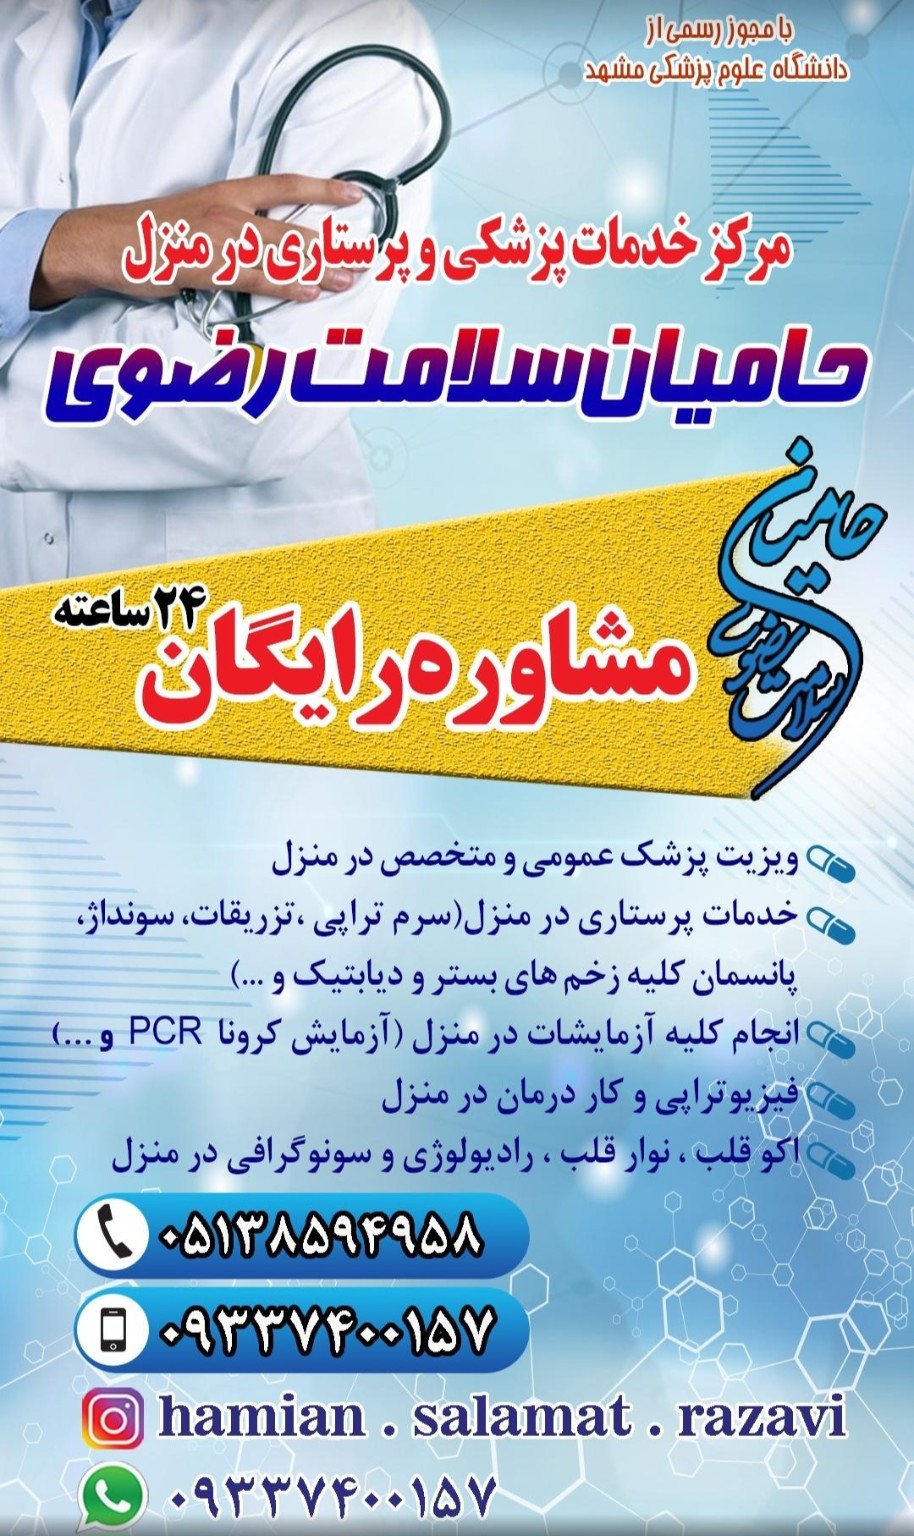 با مجوز رسمی از
دانشگاه علوم پزشکی مشهد
مرکز خدمات پزشکی و پرستاری در منزل
حامیان سلامت رضوی
حامیان
سلامت رضوی
۲۴ ساعته
مشاوره رایگان
ویزیت پزشک عمومی و متخصص در منزل
خدمات پرستاری در منزل(سرم تراپی ،تزریقات، سونداژ،
پانسمان کلیه زخم های بستر و دیابتیک و ...)
انجام کلیه آزمایشات در منزل (آزمایش کرونا PCR و ...)
فیزیوتراپی و کار درمان در منزل
اکو قلب ، نوار قلب ، رادیولوژی و سونوگرافی در منزل
۰۵۱۳۸۵۹۴۹۵۸
۰۹۳۳۷۴۰۰۱۵۷
hamian . salamat . razavi
۰۹۳۳۷۴۰۰۱۵۷